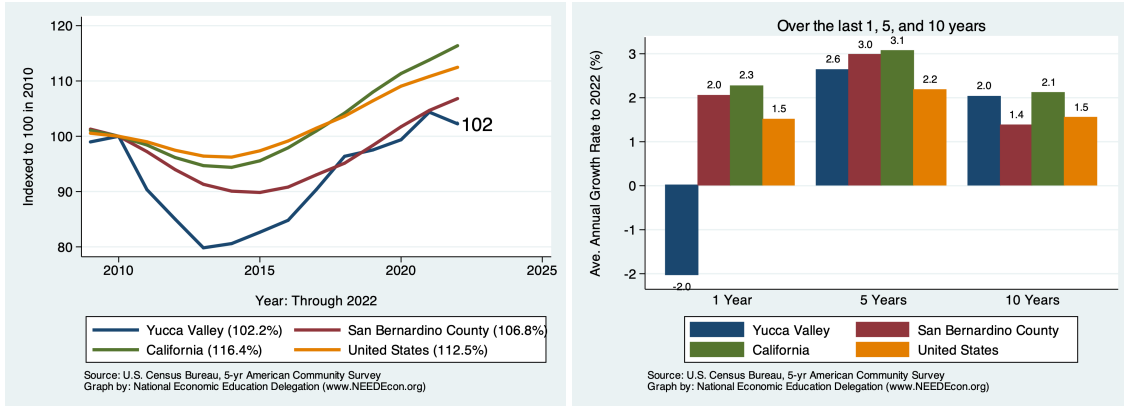 120
110
100
90
80
Indexed to 100 in 2010
102
2010
2015
2020
2025
Year: Through 2022
Yucca Valley (102.2%)
San Bernardino County (106.8%)
California (116.4%)
United States (112.5%)
Source: U.S. Census Bureau, 5-yr American Community Survey
Graph by: National Economic Education Delegation (www.NEEDEcon.org)
Over the last 1, 5, and 10 years
3
2
1
0
-1
-2
Ave. Annual Growth Rate to 2022 (%)
-2.0
2.0
2.3
1.5
2.6
3.0
3.1
2.2
2.0
1.4
2.1
1.5
1 Year
5 Years
10 Years
Yucca Valley
San Bernardino County
California
United States
Source: U.S. Census Bureau, 5-yr American Community Survey
Graph by: National Economic Education Delegation (www.NEEDEcon.org)